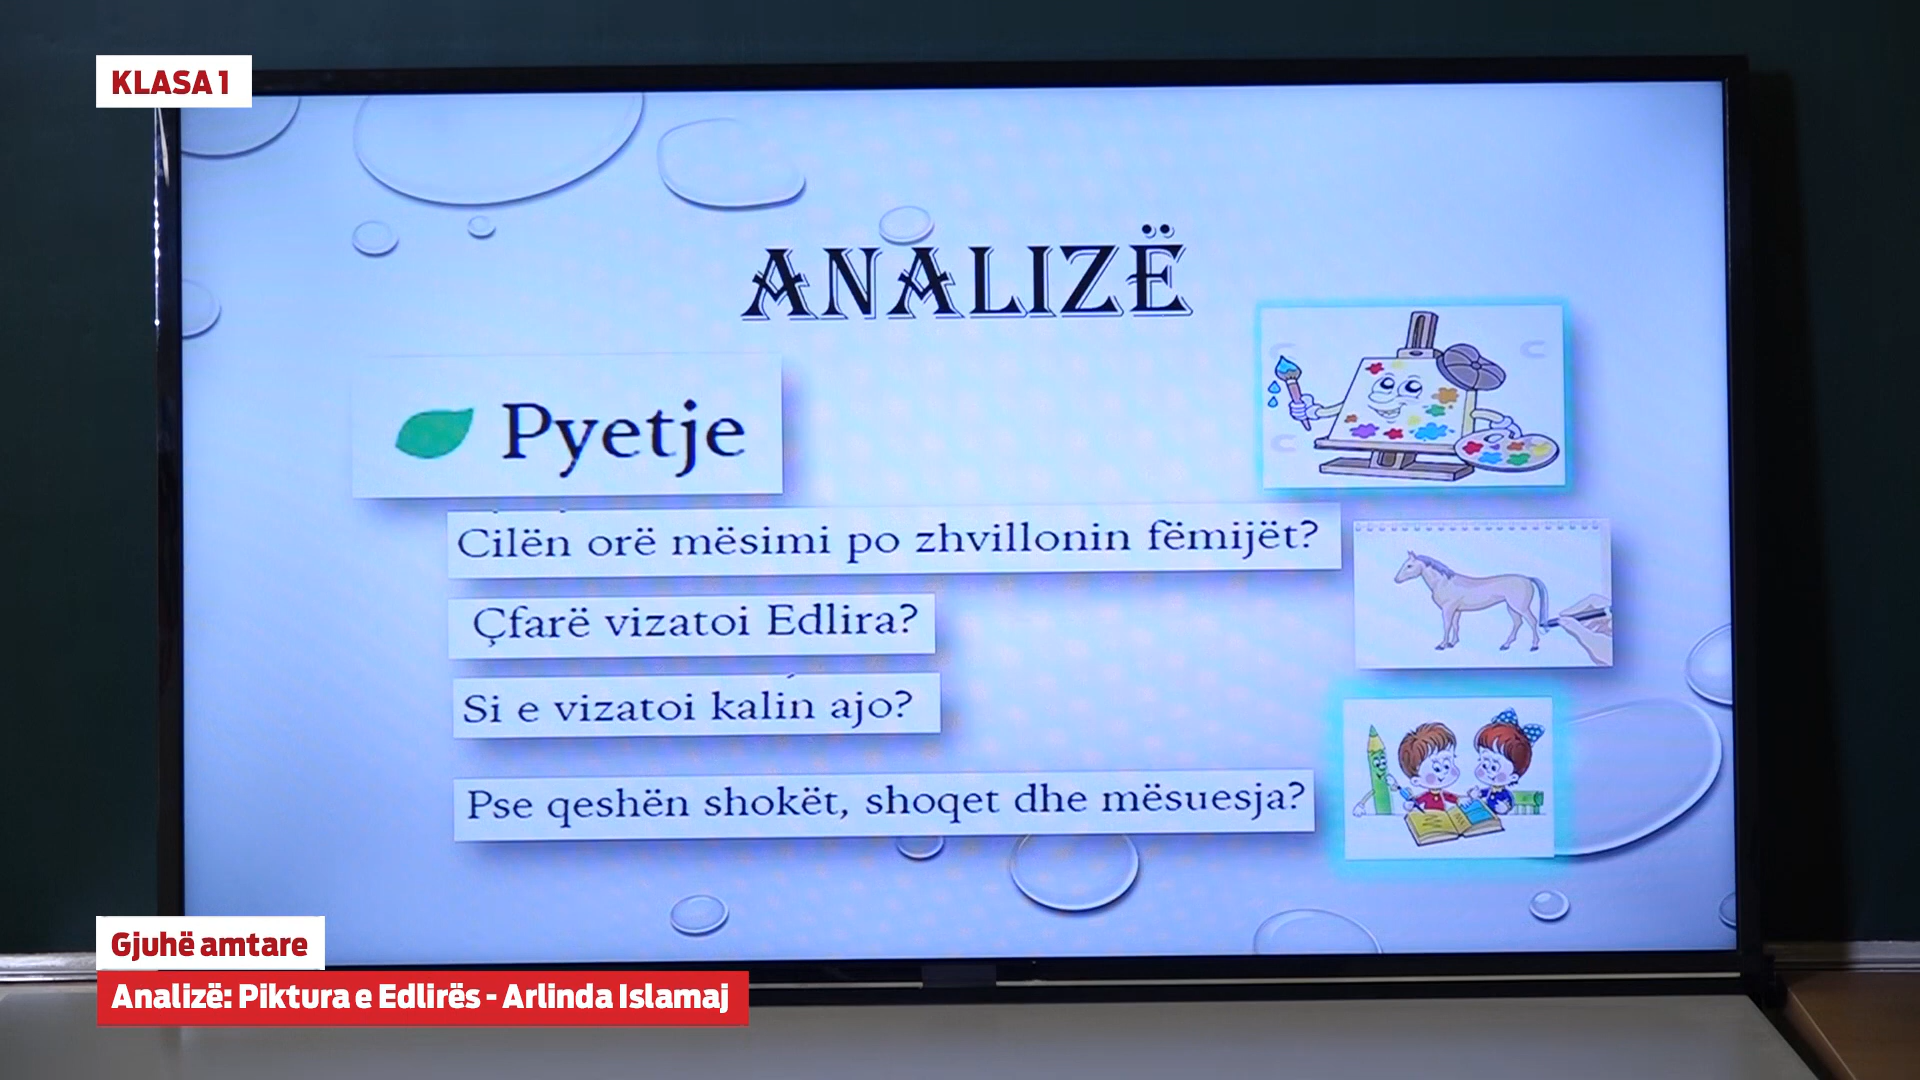 KLASA 1
ANALIZË
Pyetje
Cilën orë mësimi po zhvillonin fëmijët?
Çfarë vizatoi Edlira?
Si e vizatoi kalin ajo?
Pse qeshën shokët, shoqet dhe mësuesja?
Gjuhë amtare
Analizë: Piktura e Edlirës - Arlinda Islamaj